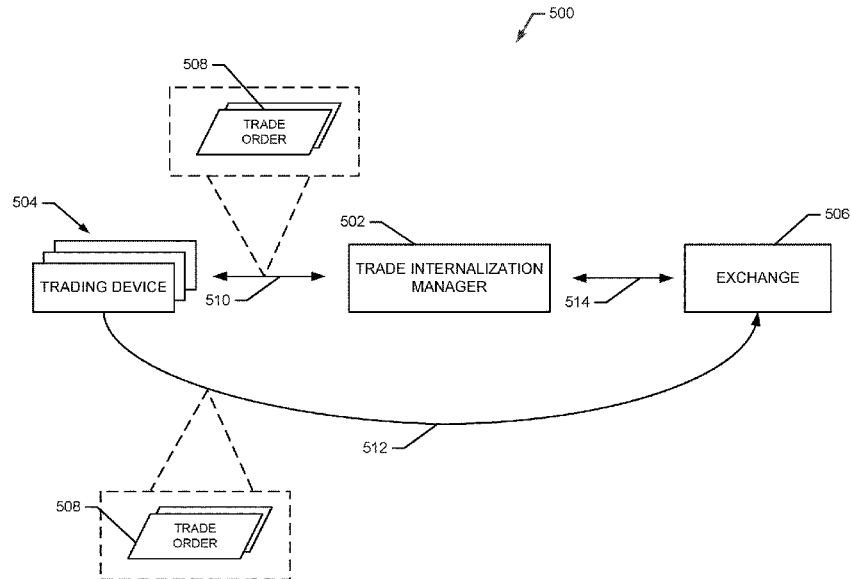 500
508
TRADE
ORDER
504
502
506
TRADING DEVICE
510
TRADE INTERNALIZATION
MANAGER
514
EXCHANGE
512
508
TRADE
ORDER